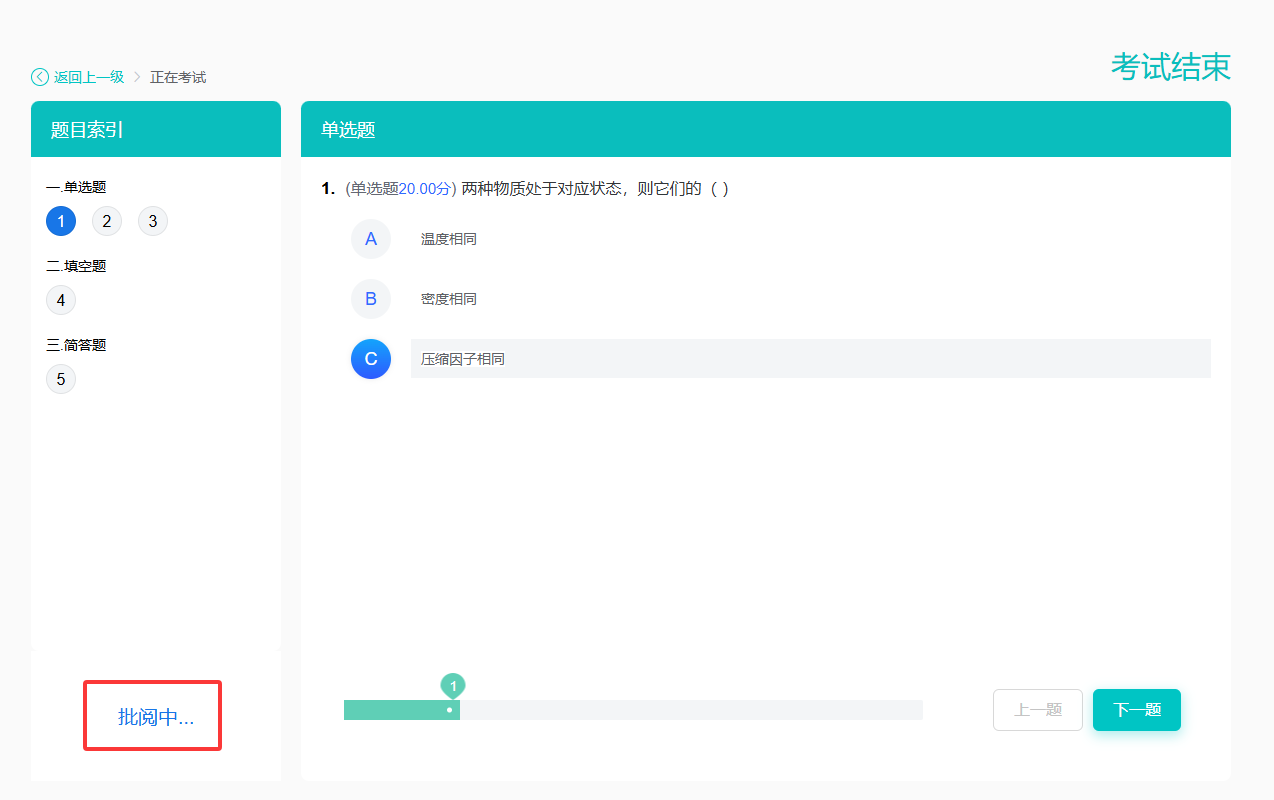 考试结束
返回上一级 > 正在考试
题目索引
一.单选题
1 2 3
二.填空题
4
三.简答题
5
批阅中...
单选题
1. (单选题20.00分) 两种物质处于对应状态，则它们的（ ）
A 温度相同
B 密度相同
C 压缩因子相同
1
上一题 下一题